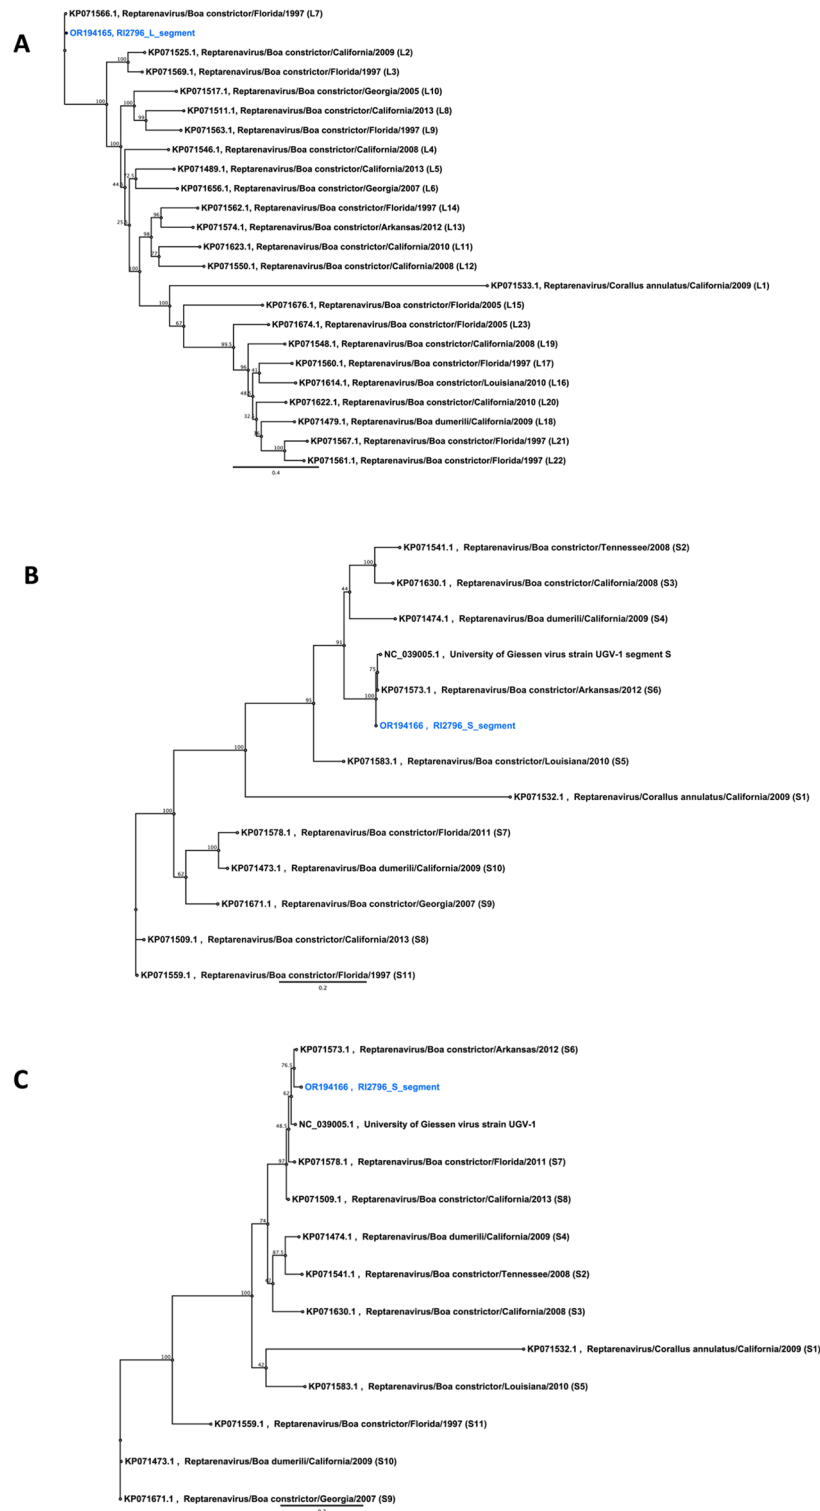 A
KP071566.1, Reptarenavirus/Boa constrictor/Florida/1997 (L7)
OR194165, RI2796_L_segment
KP071525.1, Reptarenavirus/Boa constrictor/California/2009 (L2)
100
KP071569.1, Reptarenavirus/Boa constrictor/Florida/1997 (L3)
100
KP071517.1, Reptarenavirus/Boa constrictor/Georgia/2005 (L10)
100
KP071511.1, Reptarenavirus/Boa constrictor/California/2013 (L8)
99
KP071563.1, Reptarenavirus/Boa constrictor/Florida/1997 (L9)
100
KP071546.1, Reptarenavirus/Boa constrictor/California/2008 (L4)
KP071489.1, Reptarenavirus/Boa constrictor/California/2013 (L5)
72.5
44.
KP071656.1, Reptarenavirus/Boa constrictor/Georgia/2007 (L6)
KP071562.1, Reptarenavirus/Boa constrictor/Florida/1997 (L14)
96
25.
KP071574.1, Reptarenavirus/Boa constrictor/Arkansas/2012 (L13)
98
KP071623.1, Reptarenavirus/Boa constrictor/California/2010 (L11)
77
KP071550.1, Reptarenavirus/Boa constrictor/California/2008 (L12)
100
KP071533.1, Reptarenavirus/Corallus annulatus/California/2009 (L1)
100
KP071676.1, Reptarenavirus/Boa constrictor/Florida/2005 (L15)
67
KP071674.1, Reptarenavirus/Boa constrictor/Florida/2005 (L23)
99.5
KP071548.1, Reptarenavirus/Boa constrictor/California/2008 (L19)
KP071560.1, Reptarenavirus/Boa constrictor/Florida/1997 (L17)
96
41
KP071614.1, Reptarenavirus/Boa constrictor/Louisiana/2010 (L16)
48.
KP071622.1, Reptarenavirus/Boa constrictor/California/2010 (L20)
32.
KP071479.1, Reptarenavirus/Boa dumerili/California/2009 (L18)
KP071567.1, Reptarenavirus/Boa constrictor/Florida/1997 (L21)
100
KP071561.1, Reptarenavirus/Boa constrictor/Florida/1997 (L22)
0.4
B
KP071541.1 , Reptarenavirus/Boa constrictor/Tennessee/2008 (S2)
100
KP071630.1 , Reptarenavirus/Boa constrictor/California/2008 (S3)
44
KP071474.1 , Reptarenavirus/Boa dumerili/California/2009 (S4)
91
NC_039005.1 , University of Giessen virus strain UGV-1 segment S
75
KP071573.1 , Reptarenavirus/Boa constrictor/Arkansas/2012 (S6)
100
95
OR194166 , RI2796_S_segment
100
KP071583.1 , Reptarenavirus/Boa constrictor/Louisiana/2010 (S5)
KP071532.1 , Reptarenavirus/Corallus annulatus/California/2009 (S1)
100
KP071578.1 , Reptarenavirus/Boa constrictor/Florida/2011 (S7)
100
KP071473.1 , Reptarenavirus/Boa dumerili/California/2009 (S10)
62
KP071671.1 , Reptarenavirus/Boa constrictor/Georgia/2007 (S9)
KP071509.1 , Reptarenavirus/Boa constrictor/California/2013 (S8)
KP071559.1 , Reptarenavirus/Boa constrictor/Florida/1997 (S11)
0.2
C
KP071573.1 , Reptarenavirus/Boa constrictor/Arkansas/2012 (S6)
76.5
OR194166 , RI2796_S_segment
62
NC_039005.1 , University of Giessen virus strain UGV-1
48.5
KP071578.1 , Reptarenavirus/Boa constrictor/Florida/2011 (S7)
97
KP071509.1 , Reptarenavirus/Boa constrictor/California/2013 (S8)
74
KP071474.1 , Reptarenavirus/Boa dumerili/California/2009 (S4)
87.5
KP071541.1 , Reptarenavirus/Boa constrictor/Tennessee/2008 (S2)
KP071630.1 , Reptarenavirus/Boa constrictor/California/2008 (S3)
100
KP071532.1 , Reptarenavirus/Corallus annulatus/California/2009 (S1)
42
100
KP071583.1 , Reptarenavirus/Boa constrictor/Louisiana/2010 (S5)
KP071559.1 , Reptarenavirus/Boa constrictor/Florida/1997 (S11)
KP071473.1 , Reptarenavirus/Boa dumerili/California/2009 (S10)
KP071671.1 , Reptarenavirus/Boa constrictor/Georgia/2007 (S9)